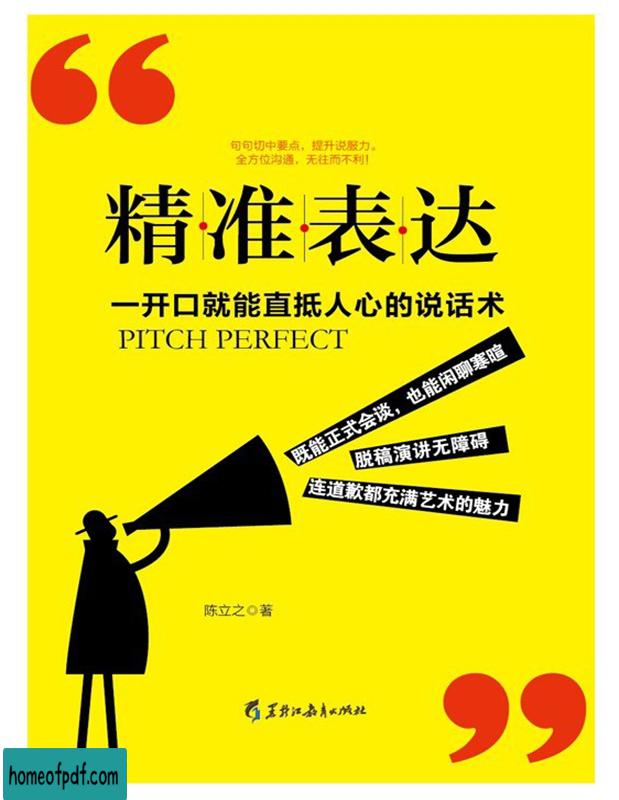 句句切中要点，提升说服力。
全方位沟通，无往而不利！
精·准·表·达
一开口就能直抵人心的说话术
PITCH PERFECT
既能正式会谈，也能闲聊寒暄
脱稿演讲无障碍
连道歉都充满艺术的魅力
陈立之◎著
黑龙江教育出版社
homeofpdf.com